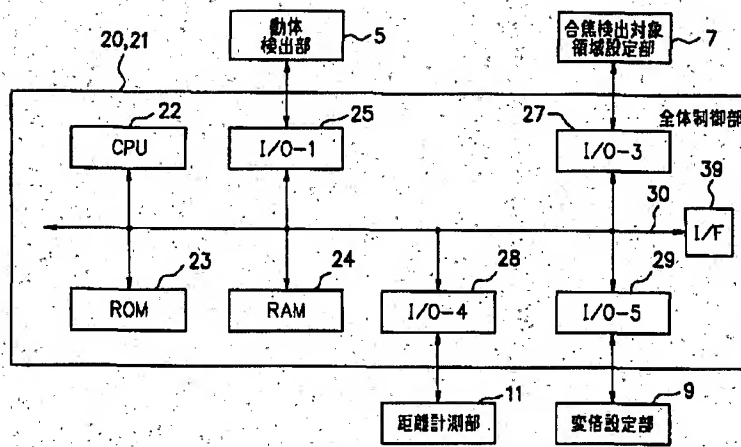 動体
検出部
5
合焦検出対象
領域設定部
7
20,21
全体制御部
22
CPU
25
I/O-1
27
I/O-3
39
I/F
30
23
ROM
24
RAM
28
I/O-4
29
I/O-5
11
距離計測部
9
変倍設定部